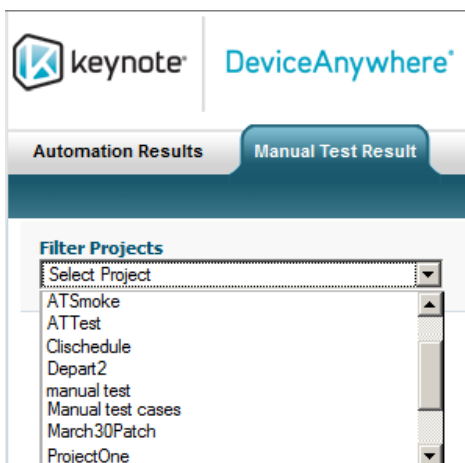 keynote® DeviceAnywhere®
Automation Results Manual Test Result
Filter Projects
Select Project
ATSmoke
ATTest
Clischedule
Depart2
manual test
Manual test cases
March30Patch
ProjectOne